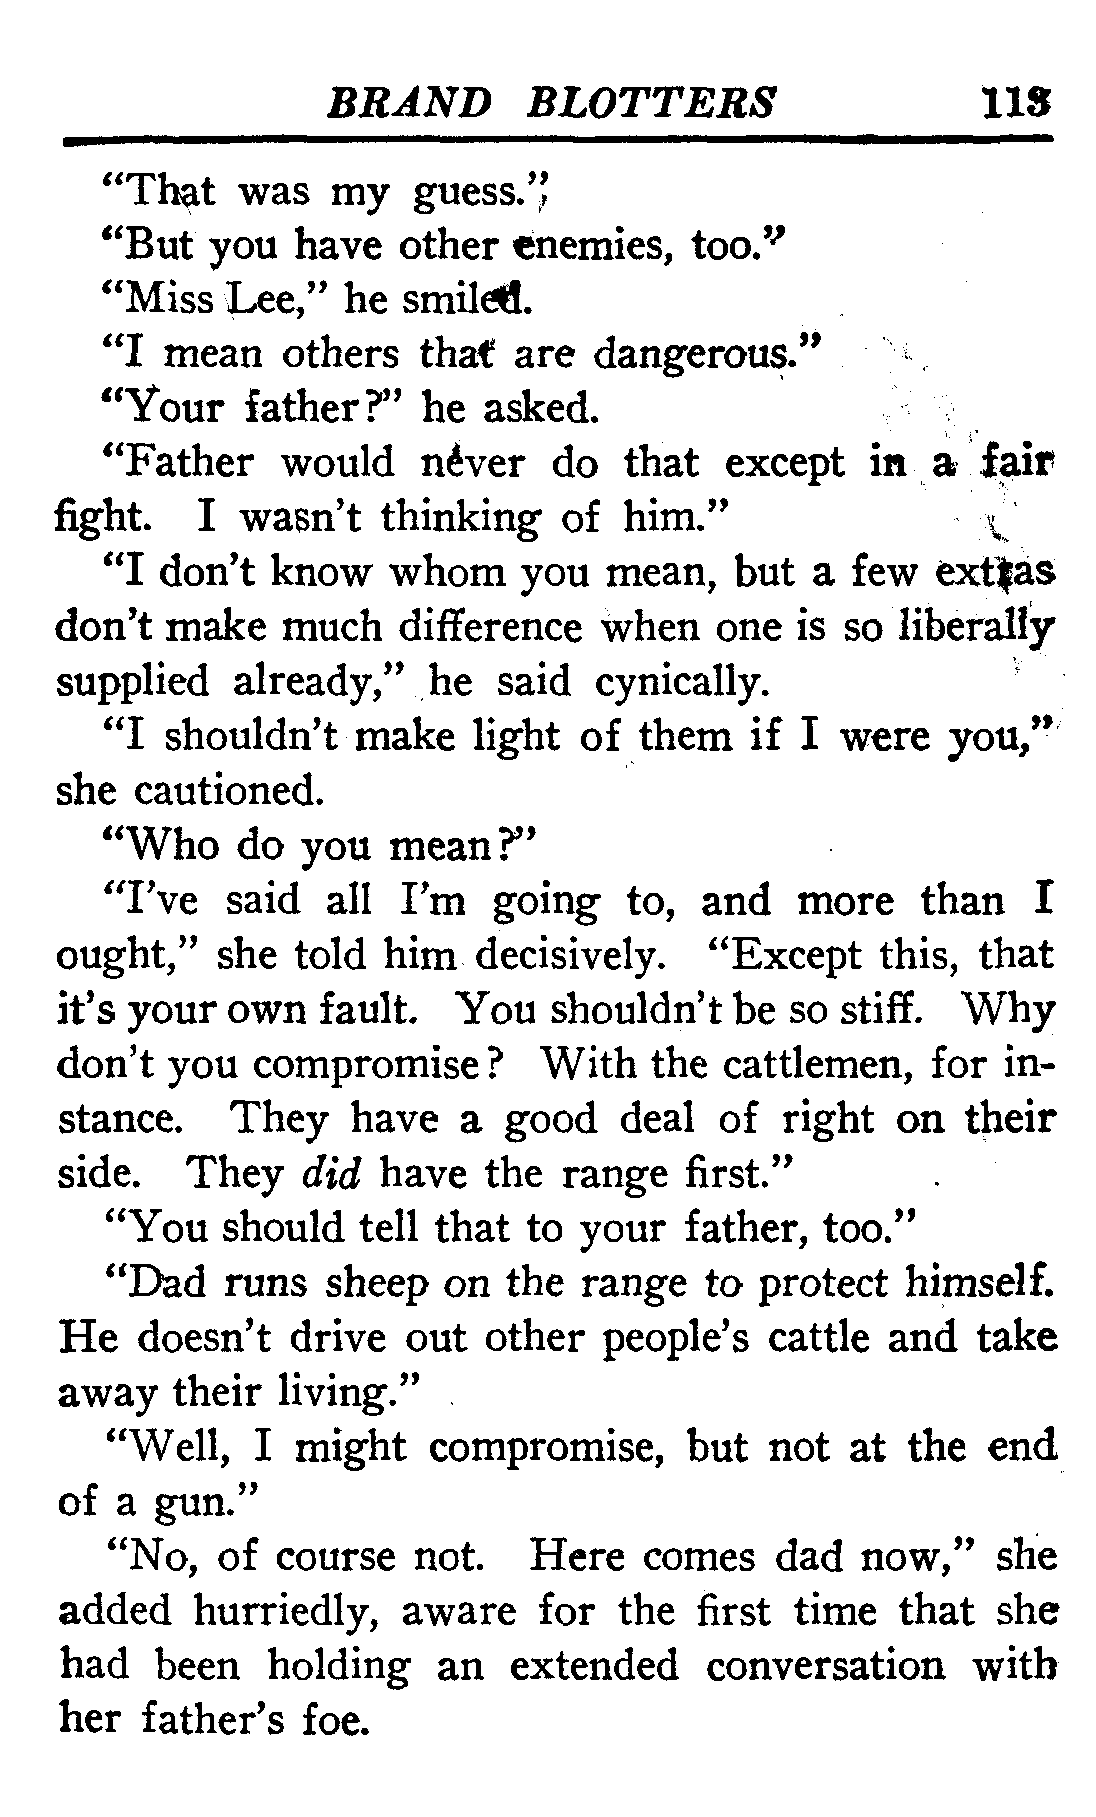 BRAND BLOTTERS 113
“That was my guess.”
“But you have other enemies, too.”
“Miss Lee,” he smiled.
“I mean others that are dangerous.”
“Your father?” he asked.
“Father would never do that except in a fair
fight. I wasn’t thinking of him.”
“I don’t know whom you mean, but a few extras
don’t make much difference when one is so liberally
supplied already,” he said cynically.
“I shouldn’t make light of them if I were you,”
she cautioned.
“Who do you mean?”
“I’ve said all I’m going to, and more than I
ought,” she told him decisively. “Except this, that
it’s your own fault. You shouldn’t be so stiff. Why
don’t you compromise? With the cattlemen, for in-
stance. They have a good deal of right on their
side. They did have the range first.”
“You should tell that to your father, too.”
“Dad runs sheep on the range to protect himself.
He doesn’t drive out other people’s cattle and take
away their living.”
“Well, I might compromise, but not at the end
of a gun.”
“No, of course not. Here comes dad now,” she
added hurriedly, aware for the first time that she
had been holding an extended conversation with
her father’s foe.